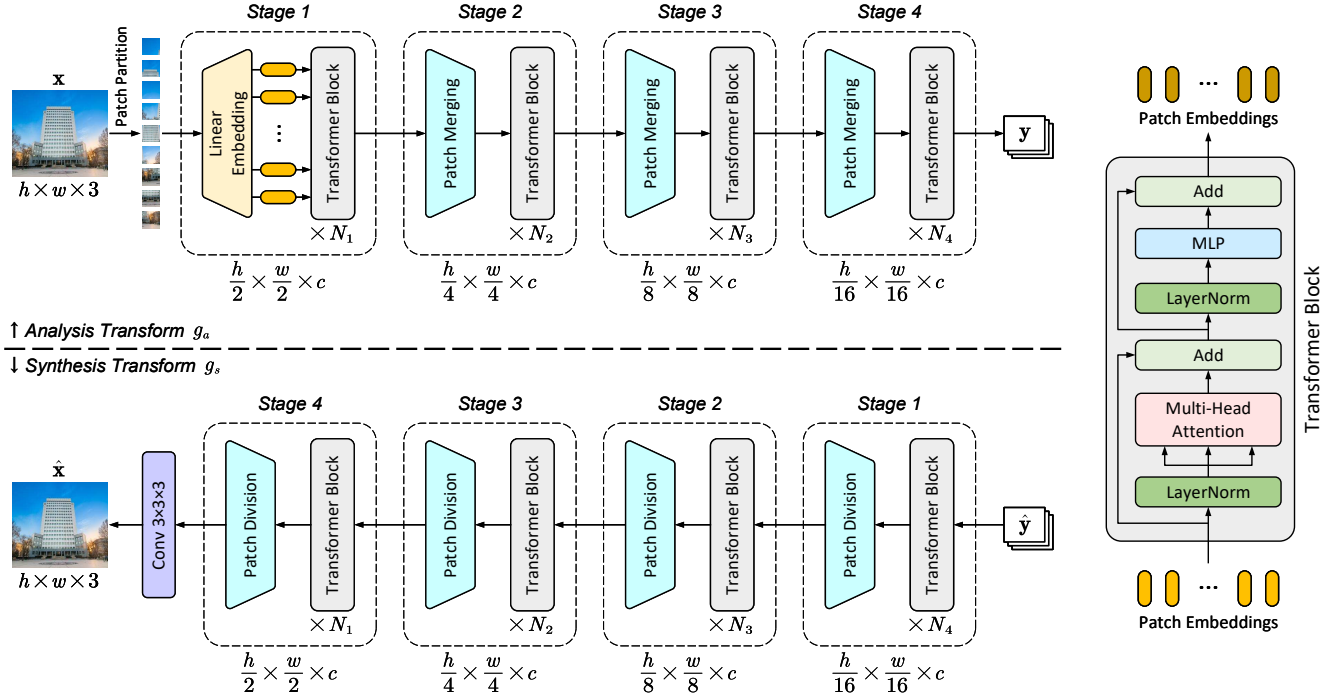 Stage 1
Stage 2
Stage 3
Stage 4
x
h × w × 3
Patch Partition
Linear Embedding
...
Transformer Block
× N₁
h/2 × w/2 × c
Patch Merging
Transformer Block
× N₂
h/4 × w/4 × c
Patch Merging
Transformer Block
× N₃
h/8 × w/8 × c
Patch Merging
Transformer Block
× N₄
h/16 × w/16 × c
y
↑ Analysis Transform gₐ
↓ Synthesis Transform gₛ
Stage 4
Stage 3
Stage 2
Stage 1
x̂
h × w × 3
Conv 3×3×3
Patch Division
Transformer Block
× N₁
h/2 × w/2 × c
Patch Division
Transformer Block
× N₂
h/4 × w/4 × c
Patch Division
Transformer Block
× N₃
h/8 × w/8 × c
Patch Division
Transformer Block
× N₄
h/16 × w/16 × c
ŷ
...
Patch Embeddings
Add
MLP
LayerNorm
Add
Multi-Head
Attention
LayerNorm
Transformer Block
...
Patch Embeddings